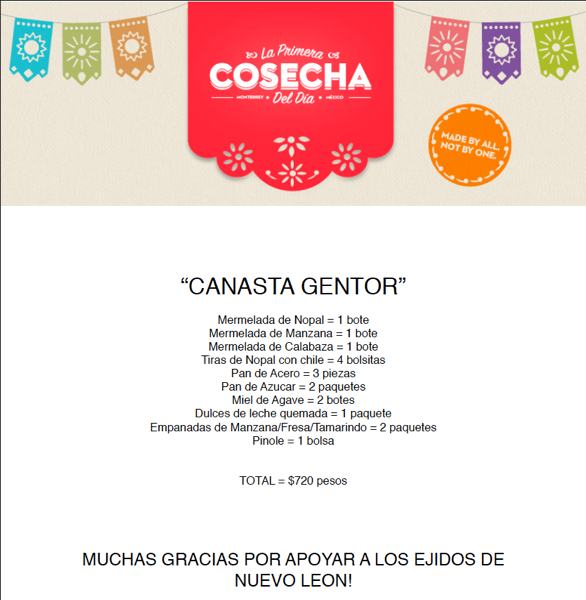 La Primera
COSECHA
MONTERREY MÉXICO
Del Día
MADE BY ALL,
NOT BY ONE.
“CANASTA GENTOR”
Mermelada de Nopal = 1 bote
Mermelada de Manzana = 1 bote
Mermelada de Calabaza = 1 bote
Tiras de Nopal con chile = 4 bolsitas
Pan de Acero = 3 piezas
Pan de Azucar = 2 paquetes
Miel de Agave = 2 botes
Dulces de leche quemada = 1 paquete
Empanadas de Manzana/Fresa/Tamarindo = 2 paquetes
Pinole = 1 bolsa
TOTAL = $720 pesos
MUCHAS GRACIAS POR APOYAR A LOS EJIDOS DE
NUEVO LEON!